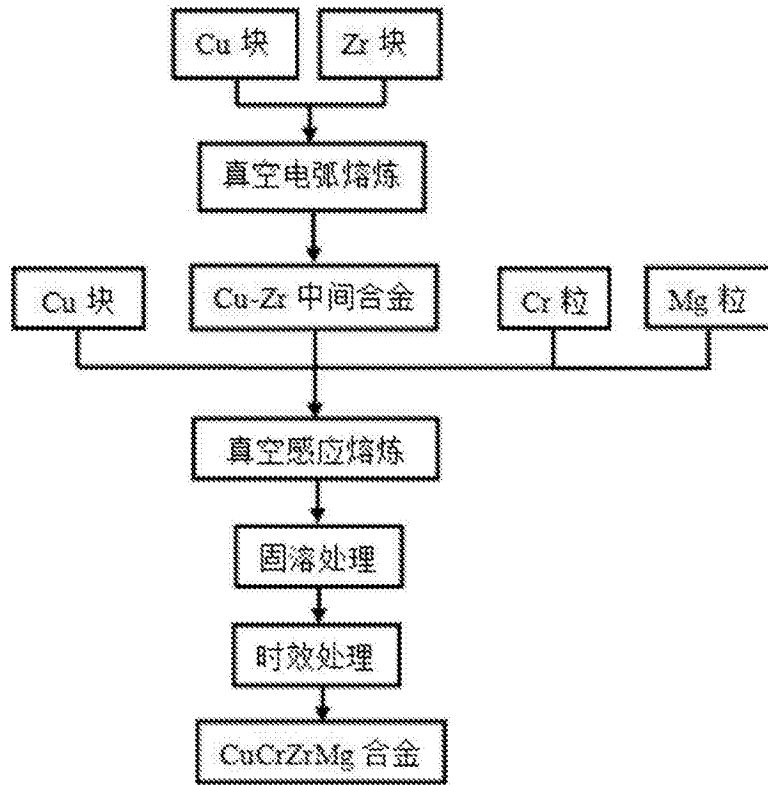 Cu 块
Zr 块
真空电弧熔炼
Cu 块
Cu-Zr 中间合金
Cr 粒
Mg 粒
真空感应熔炼
固溶处理
时效处理
CuCrZrMg 合金